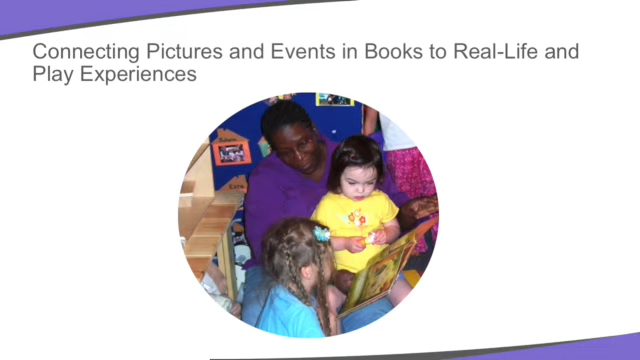 Connecting Pictures and Events in Books to Real-Life and
Play Experiences